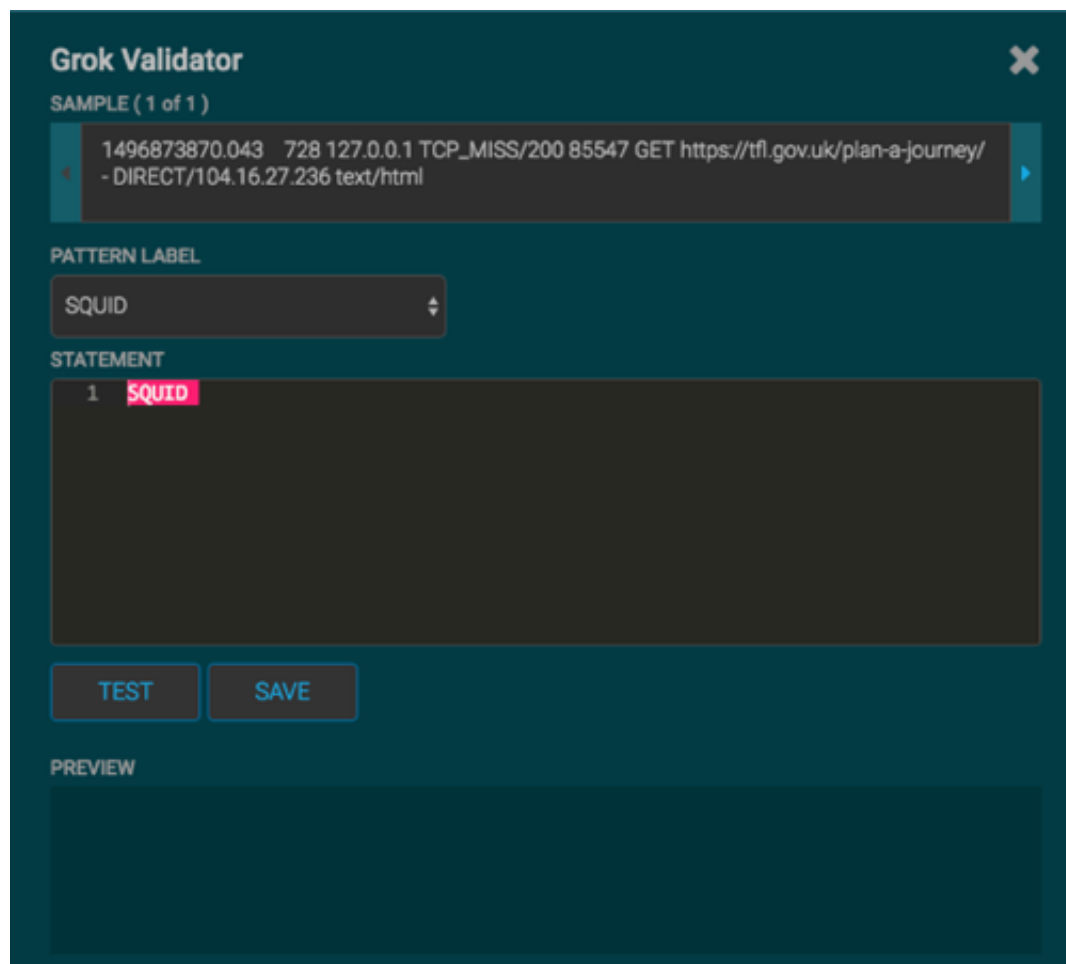 Grok Validator
SAMPLE ( 1 of 1 )
1496873870.043 728 127.0.0.1 TCP_MISS/200 85547 GET https://tfl.gov.uk/plan-a-journey/
- DIRECT/104.16.27.236 text/html
PATTERN LABEL
SQUID
STATEMENT
1 SQUID
TEST SAVE
PREVIEW